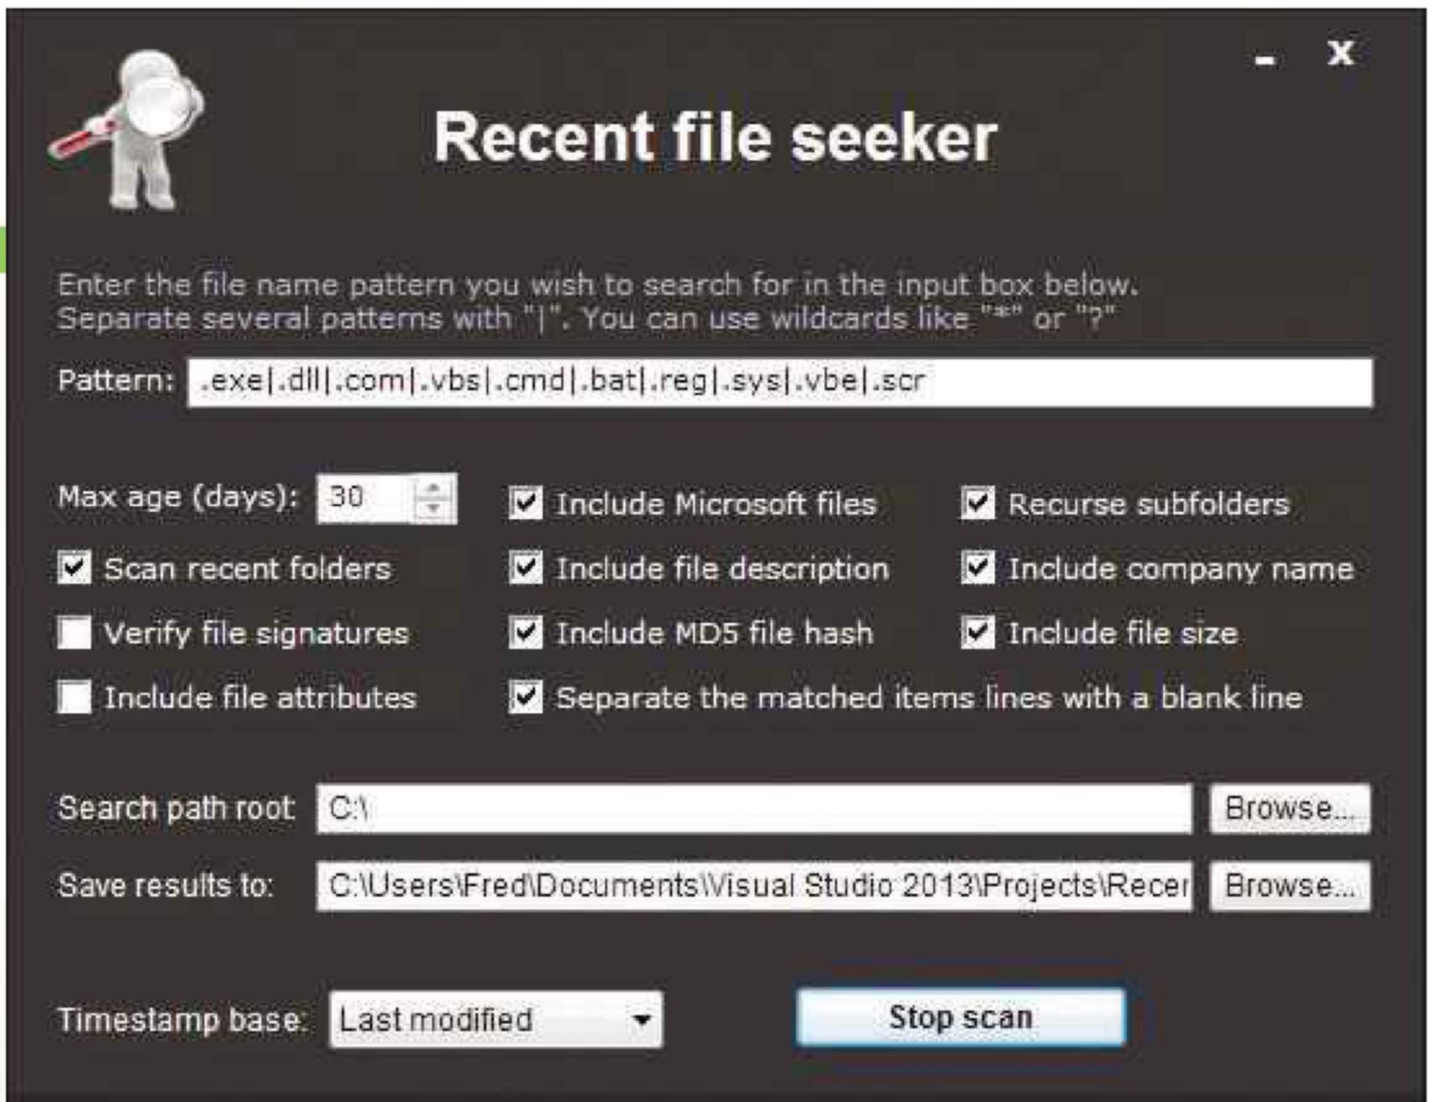 - X
Recent file seeker
Enter the file name pattern you wish to search for in the input box below.
Separate several patterns with "|". You can use wildcards like "*" or "?"
Pattern: .exe|.dll|.com|.vbs|.cmd|.bat|.reg|.sys|.vbe|.scr
Max age (days): 30 Include Microsoft files Recurse subfolders
Scan recent folders Include file description Include company name
Verify file signatures Include MD5 file hash Include file size
Include file attributes Separate the matched items lines with a blank line
Search path root: C:\ Browse...
Save results to: C:\Users\Fred\Documents\Visual Studio 2013\Projects\Recer Browse...
Timestamp base: Last modified Stop scan